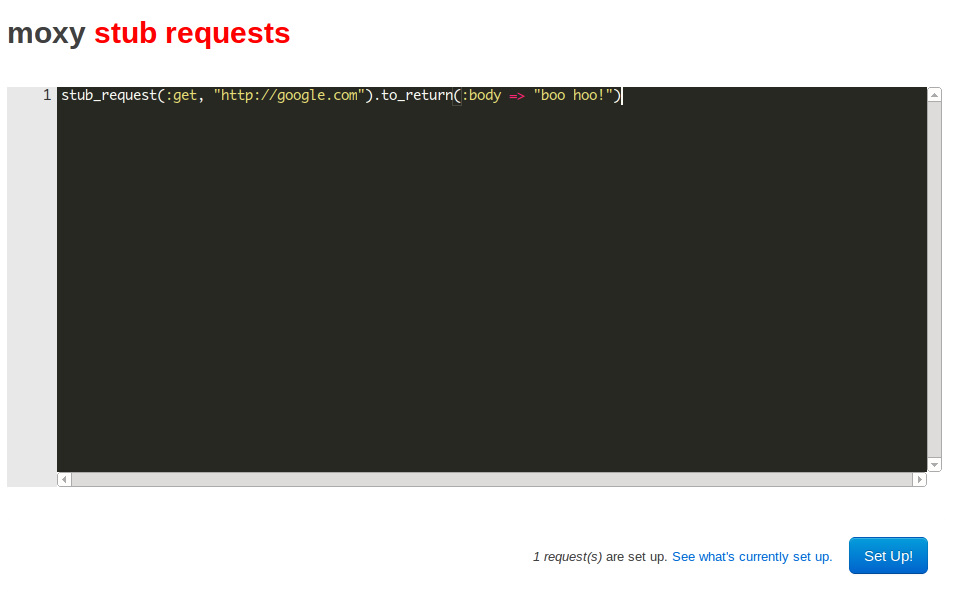 moxy stub requests
1 stub_request(:get, "http://google.com").to_return(:body => "boo hoo!")
1 request(s) are set up. See what's currently set up. Set Up!